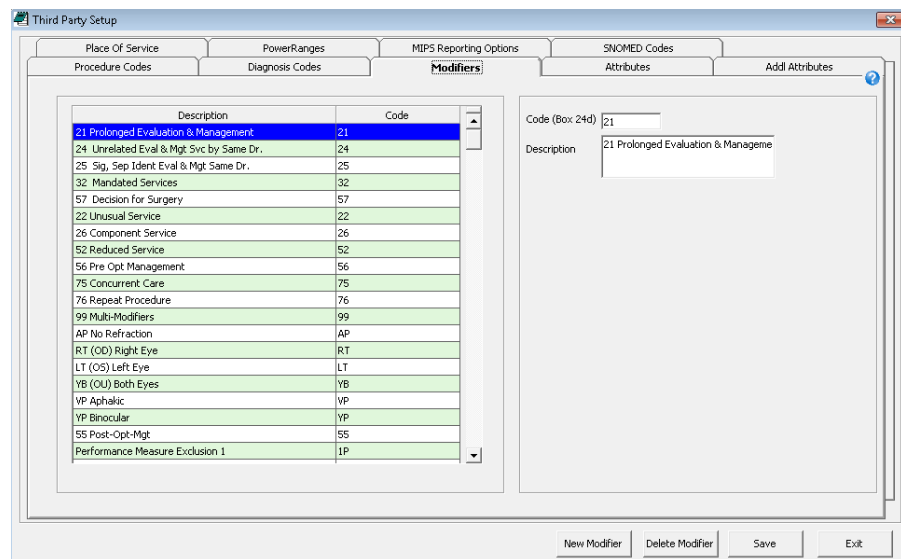 Third Party Setup
Place Of Service PowerRanges MIPS Reporting Options SNOMED Codes
Procedure Codes Diagnosis Codes Modifiers Attributes Addl Attributes
?
Description Code
21 Prolonged Evaluation & Management 21
24 Unrelated Eval & Mgt Svc by Same Dr. 24
25 Sig, Sep Ident Eval & Mgt Same Dr. 25
32 Mandated Services 32
57 Decision for Surgery 57
22 Unusual Service 22
26 Component Service 26
52 Reduced Service 52
56 Pre Opt Management 56
75 Concurrent Care 75
76 Repeat Procedure 76
99 Multi-Modifiers 99
AP No Refraction AP
RT (OD) Right Eye RT
LT (OS) Left Eye LT
YB (OU) Both Eyes YB
VP Aphakic VP
YP Binocular YP
55 Post-Opt-Mgt 55
Performance Measure Exclusion 1 1P
Code (Box 24d) 21
Description 21 Prolonged Evaluation & Manageme
New Modifier Delete Modifier Save Exit